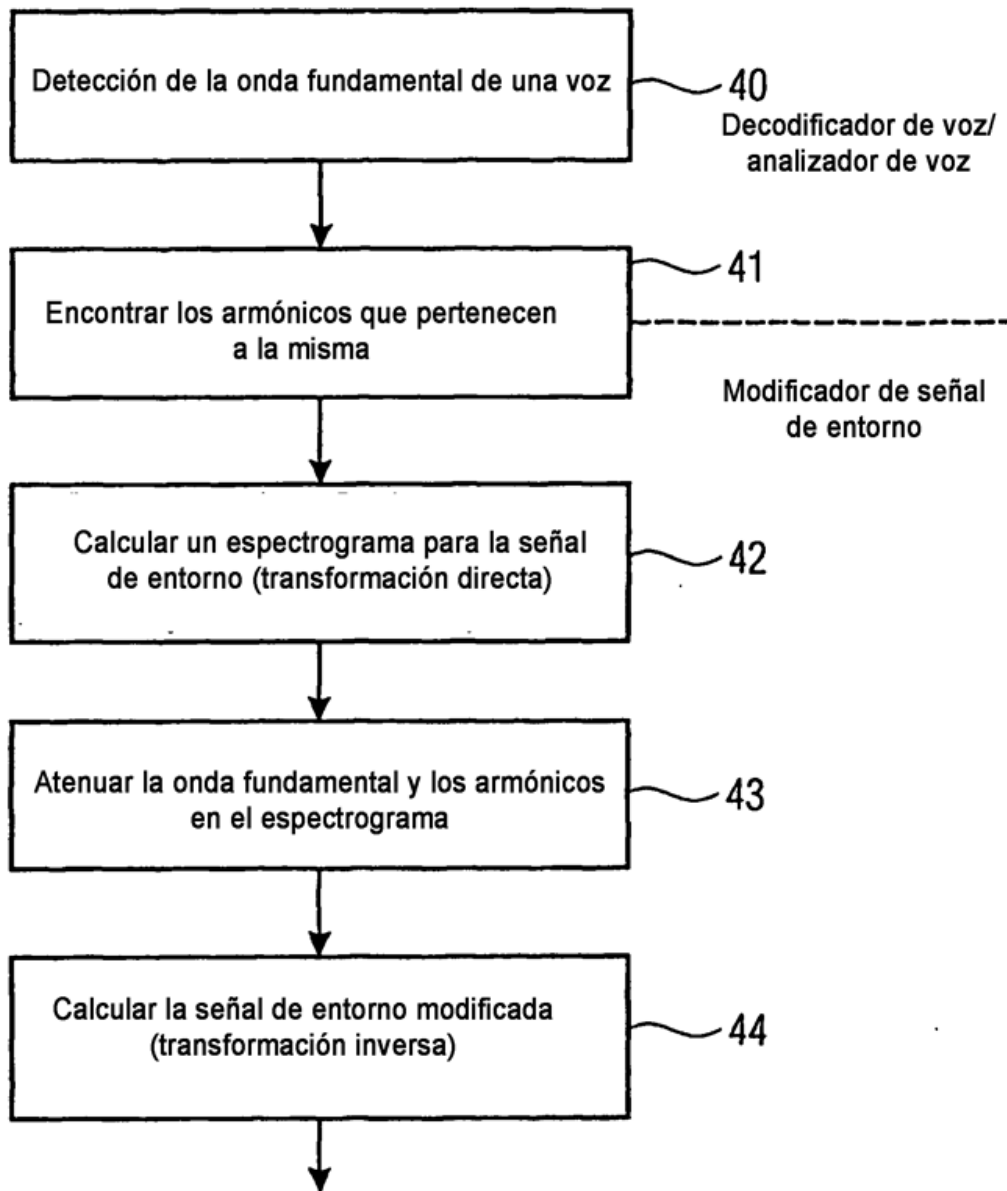 Detección de la onda fundamental de una voz
40
Decodificador de voz/
analizador de voz
41
Encontrar los armónicos que pertenecen
a la misma
Modificador de señal
de entorno
Calcular un espectrograma para la señal
de entorno (transformación directa)
42
Atenuar la onda fundamental y los armónicos
en el espectrograma
43
Calcular la señal de entorno modificada
(transformación inversa)
44